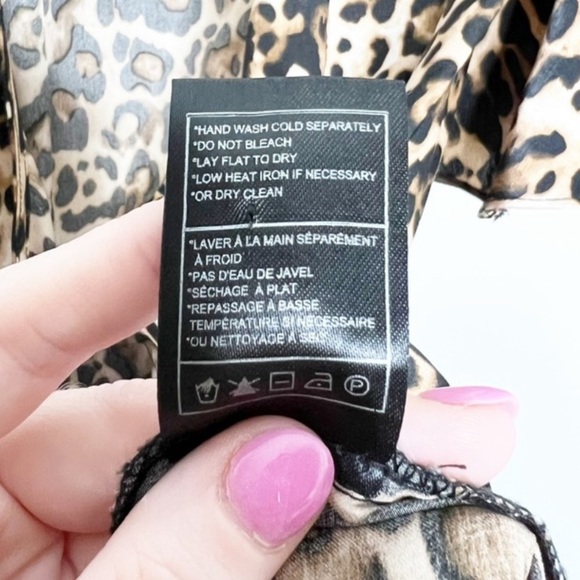 *HAND WASH COLD SEPARATELY
*DO NOT BLEACH
*LAY FLAT TO DRY
*LOW HEAT IRON IF NECESSARY
*OR DRY CLEAN
*LAVER À LA MAIN SÉPARÉMENT
À FROID
*PAS D'EAU DE JAVEL
*SÉCHAGE À PLAT
*REPASSAGE À BASSE
TEMPÉRATURE SI NÉCESSAIRE
*OU NETTOYAGE À SEC
P